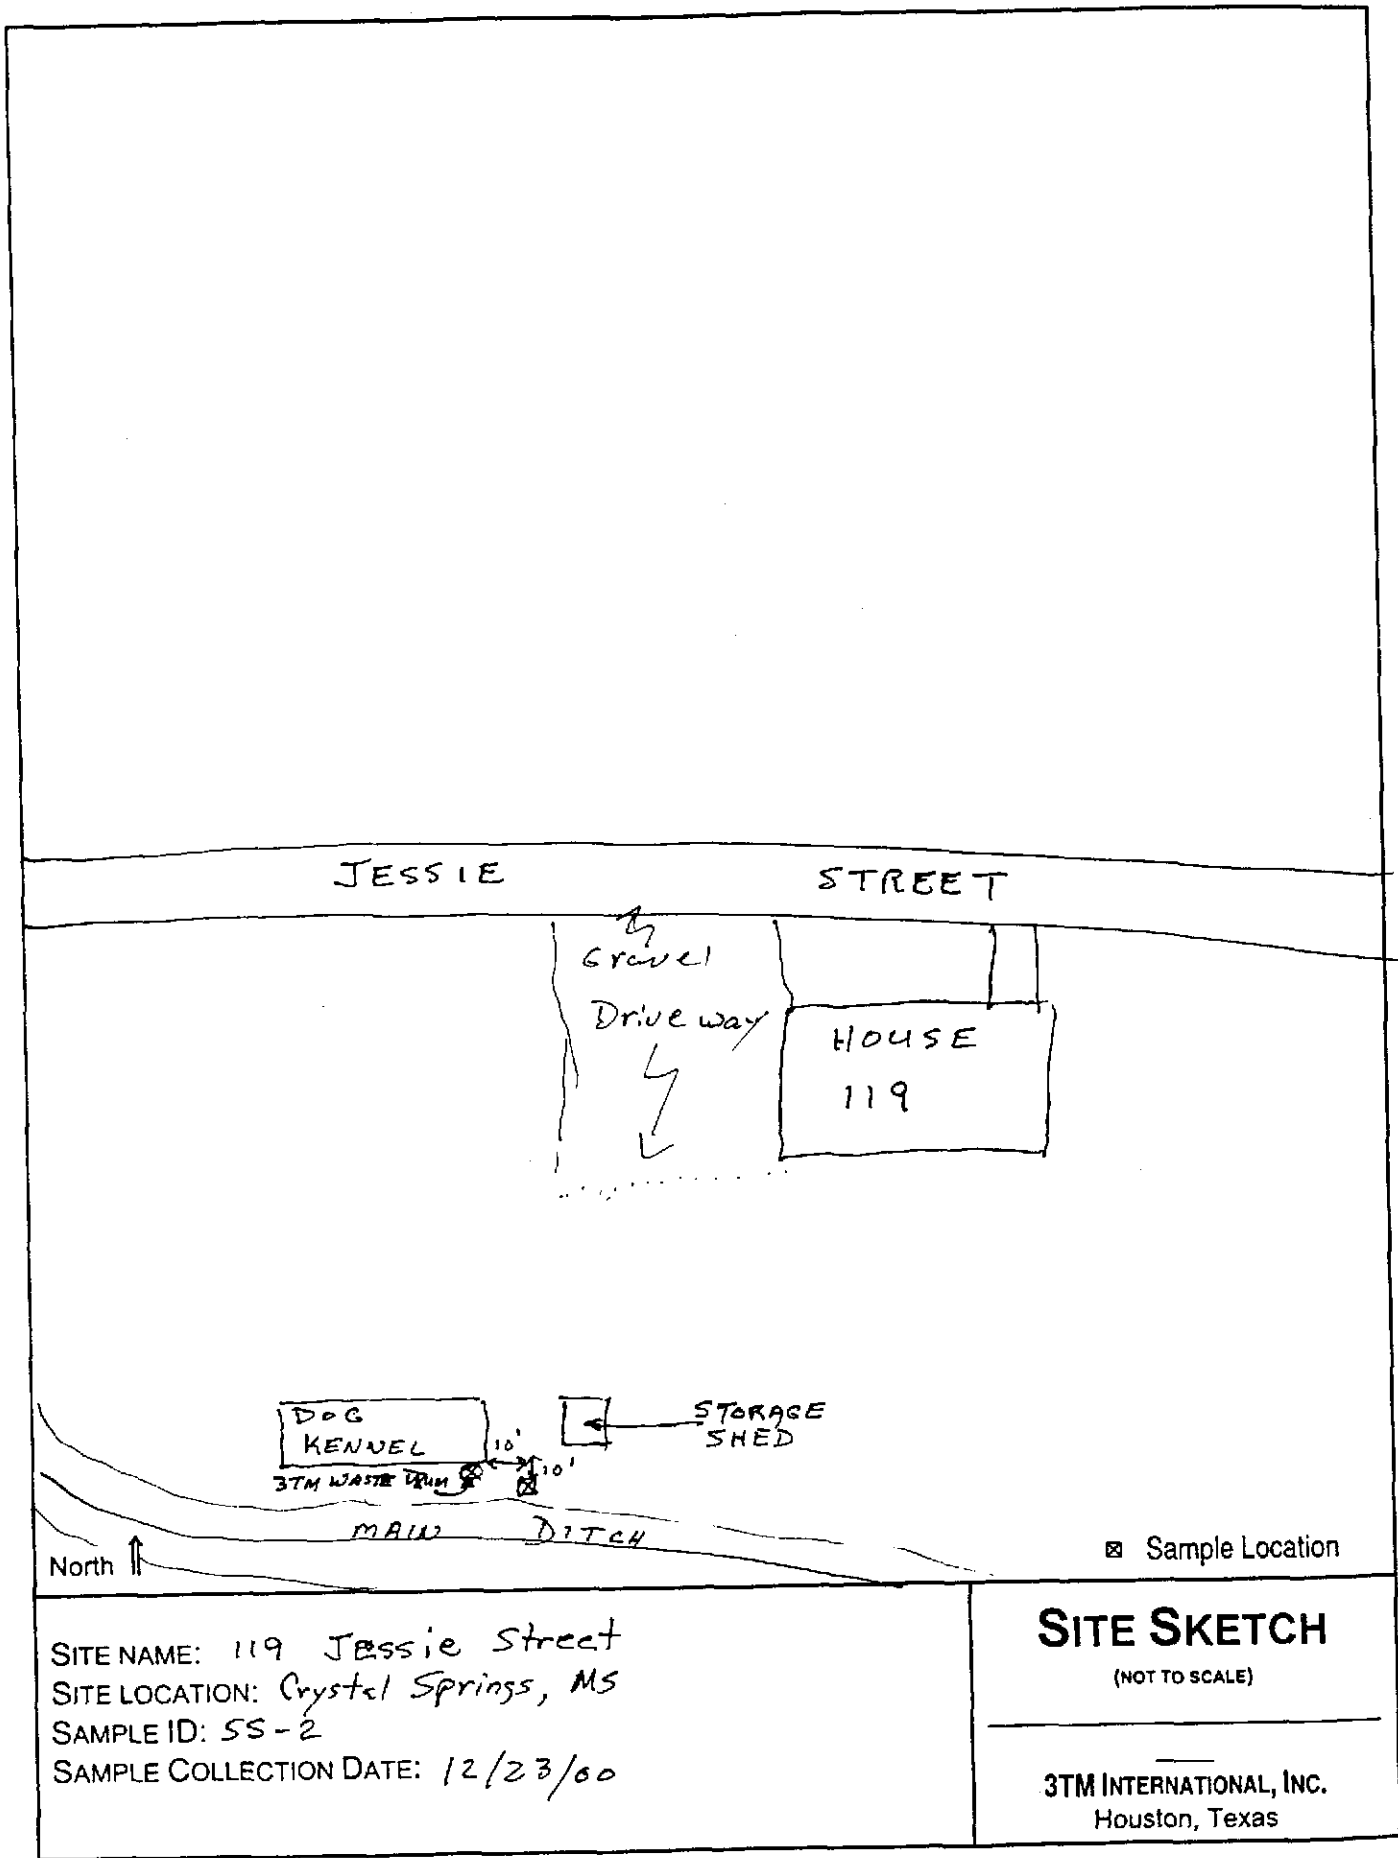 JESSIE STREET
Gravel
Driveway
HOUSE
119
DOG
KENNEL
STORAGE
SHED
10'
10'
3TM WASTE DRUM
MAIN DITCH
North
Sample Location
SITE NAME: 119 Jessie Street
SITE LOCATION: Crystal Springs, MS
SAMPLE ID: SS-2
SAMPLE COLLECTION DATE: 12/23/00
SITE SKETCH
(NOT TO SCALE)
3TM INTERNATIONAL, INC.
Houston, Texas